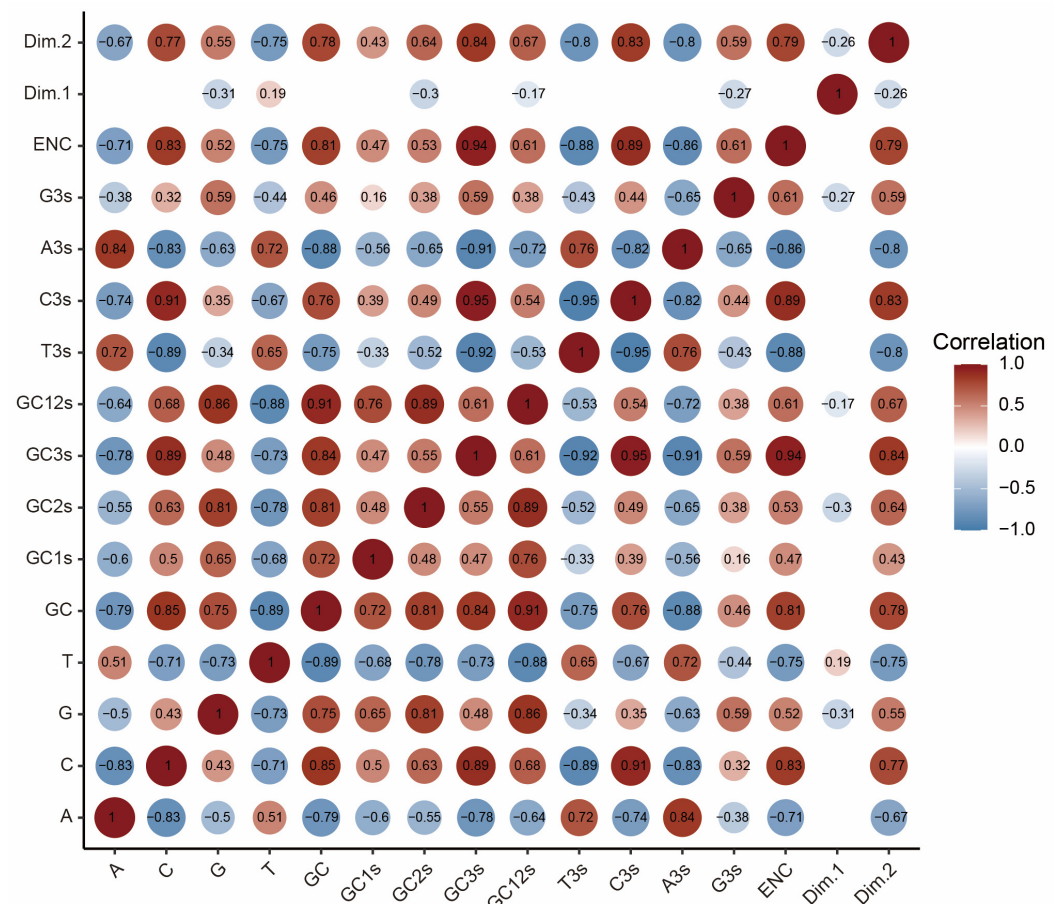 Dim.2 −0.67 0.77 0.55 −0.75 0.78 0.43 0.64 0.84 0.67 −0.8 0.83 −0.8 0.59 0.79 −0.26 1
Dim.1 −0.31 0.19 −0.3 −0.17 −0.27 1 −0.26
ENC −0.71 0.83 0.52 −0.75 0.81 0.47 0.53 0.94 0.61 −0.88 0.89 −0.86 0.61 1 0.79
G3s −0.38 0.32 0.59 −0.44 0.46 0.16 0.38 0.59 0.38 −0.43 0.44 −0.65 1 0.61 −0.27 0.59
A3s 0.84 −0.83 −0.63 0.72 −0.88 −0.56 −0.65 −0.91 −0.72 0.76 −0.82 1 −0.65 −0.86 −0.8
C3s −0.74 0.91 0.35 −0.67 0.76 0.39 0.49 0.95 0.54 −0.95 1 −0.82 0.44 0.89 0.83
T3s 0.72 −0.89 −0.34 0.65 −0.75 −0.33 −0.52 −0.92 −0.53 1 −0.95 0.76 −0.43 −0.88 −0.8
GC12s −0.64 0.68 0.86 −0.88 0.91 0.76 0.89 0.61 1 −0.53 0.54 −0.72 0.38 0.61 −0.17 0.67
GC3s −0.78 0.89 0.48 −0.73 0.84 0.47 0.55 1 0.61 −0.92 0.95 −0.91 0.59 0.94 0.84
GC2s −0.55 0.63 0.81 −0.78 0.81 0.48 1 0.55 0.89 −0.52 0.49 −0.65 0.38 0.53 −0.3 0.64
GC1s −0.6 0.5 0.65 −0.68 0.72 1 0.48 0.47 0.76 −0.33 0.39 −0.56 0.16 0.47 0.43
GC −0.79 0.85 0.75 −0.89 1 0.72 0.81 0.84 0.91 −0.75 0.76 −0.88 0.46 0.81 0.78
T 0.51 −0.71 −0.73 1 −0.89 −0.68 −0.78 −0.73 −0.88 0.65 −0.67 0.72 −0.44 −0.75 0.19 −0.75
G −0.5 0.43 1 −0.73 0.75 0.65 0.81 0.48 0.86 −0.34 0.35 −0.63 0.59 0.52 −0.31 0.55
C −0.83 1 0.43 −0.71 0.85 0.5 0.63 0.89 0.68 −0.89 0.91 −0.83 0.32 0.83 0.77
A 1 −0.83 −0.5 0.51 −0.79 −0.6 −0.55 −0.78 −0.64 0.72 −0.74 0.84 −0.38 −0.71 −0.67
A C G T GC GC1s GC2s GC3s GC12s T3s C3s A3s G3s ENC Dim.1 Dim.2
Correlation
1.0
0.5
0.0
−0.5
−1.0